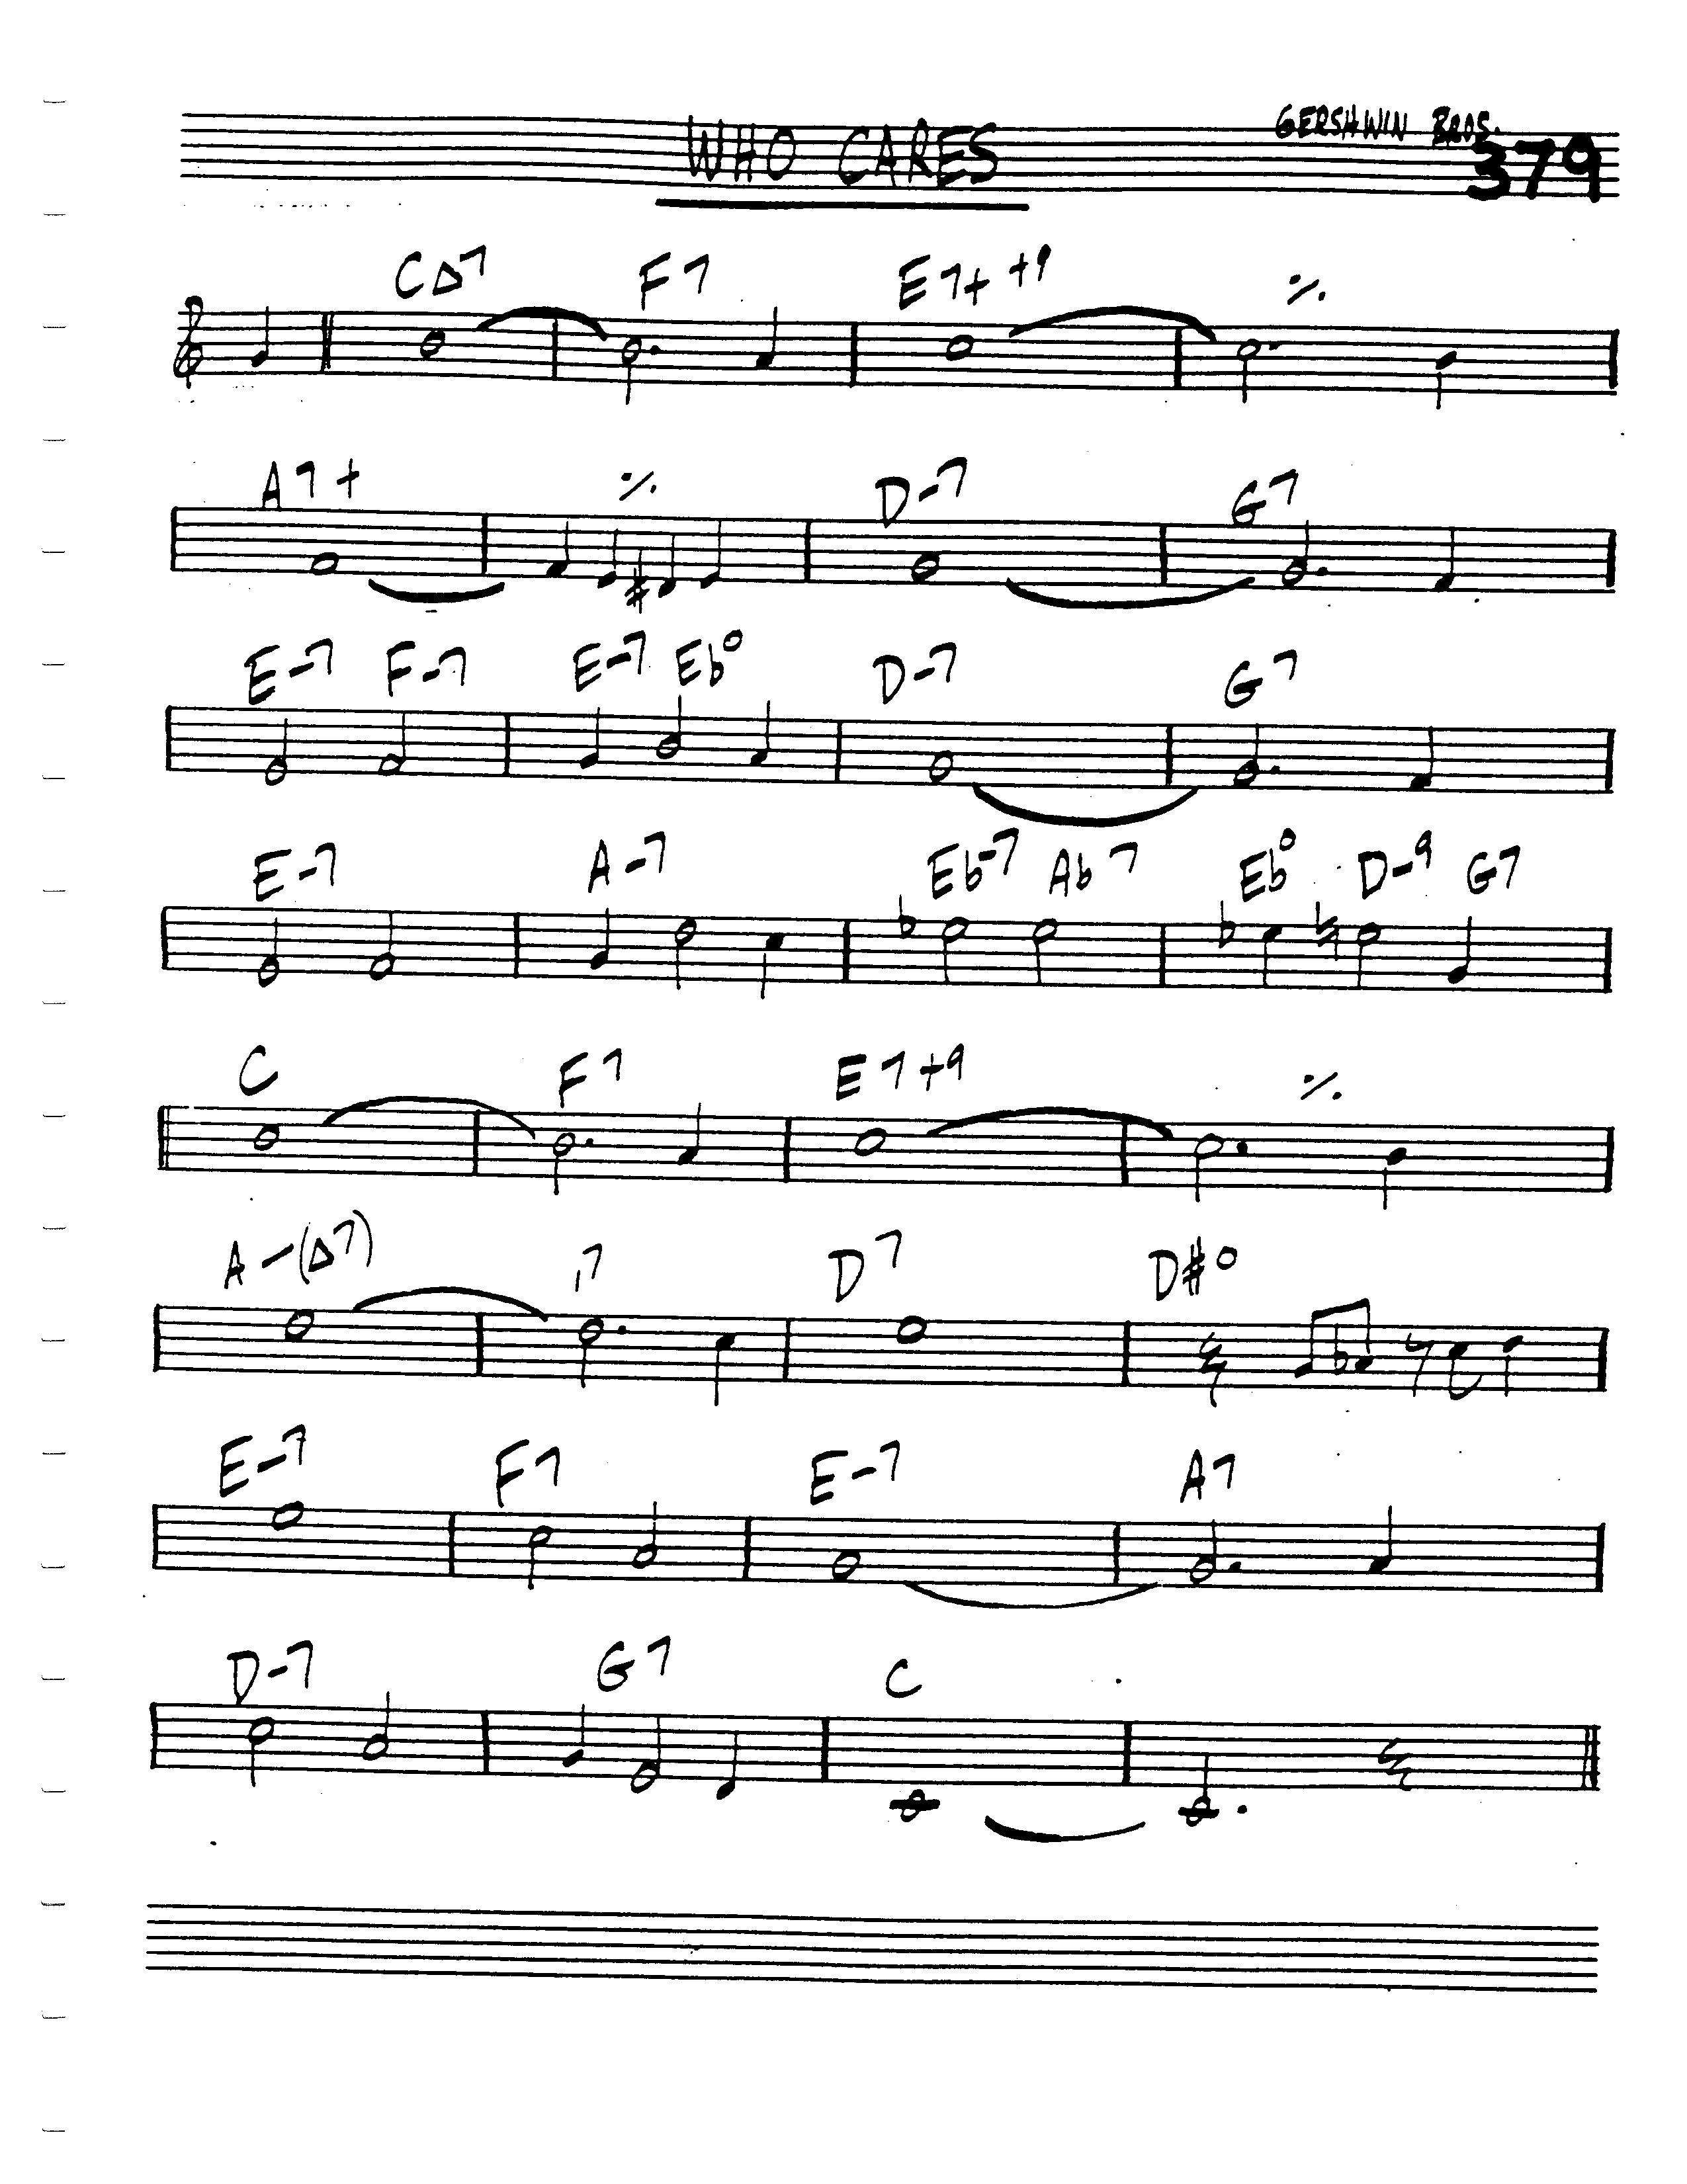 WHO CARES
GERSHWIN BROS.
379
C∆7 F7 E7+ +9 ٪
A7+ ٪ D-7 G7
E-7 F-7 E-7 Eb° D-7 G7
E-7 A-7 Eb-7 Ab7 Eb° D-9 G7
C F7 E7+9 ٪
A-(∆7) ,7 D7 D#°
E-7 F7 E-7 A7
D-7 G7 C